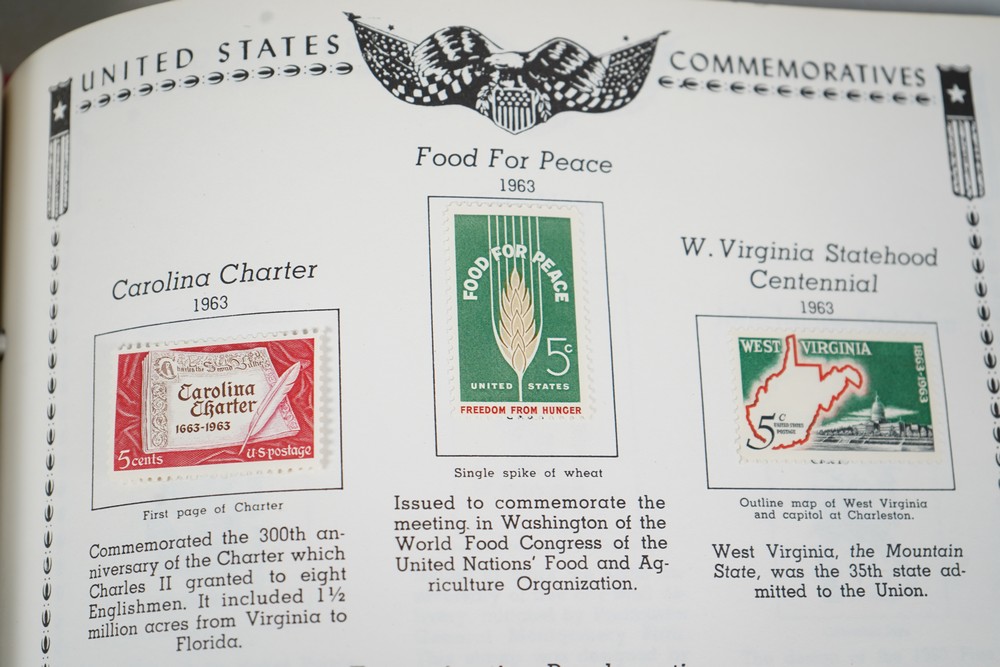 UNITED STATES
COMMEMORATIVES
Food For Peace
1963
FOOD FOR PEACE
5c
UNITED STATES
FREEDOM FROM HUNGER
Single spike of wheat
Issued to commemorate the
meeting in Washington of the
World Food Congress of the
United Nations' Food and Ag-
riculture Organization.
Carolina Charter
1963
Carolina
Charter
1663-1963
5 cents
U·S·postage
First page of Charter
Commemorated the 300th an-
niversary of the Charter which
Charles II granted to eight
Englishmen. It included 1½
million acres from Virginia to
Florida.
W. Virginia Statehood
Centennial
1963
WEST VIRGINIA
1863-1963
5c
UNITED STATES
POSTAGE
Outline map of West Virginia
and capitol at Charleston.
West Virginia, the Mountain
State, was the 35th state ad-
mitted to the Union.